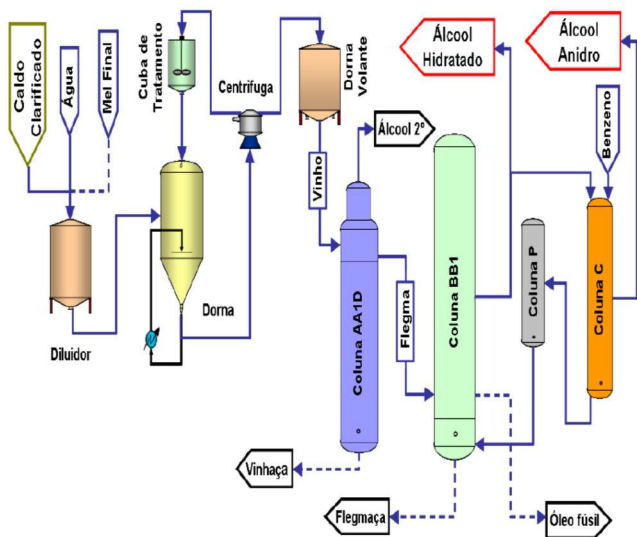 Caldo
Clarificado
Água
Mel Final
Cuba de
Tratamento
Centrífuga
Dorna
Volante
Álcool
Hidratado
Álcool
Anidro
Álcool 2º
Benzeno
Vinho
Coluna AA1D
Flegma
Coluna BB1
Coluna P
Coluna C
Diluidor
Dorna
Vinhaça
Flegmaça
Óleo fúsil